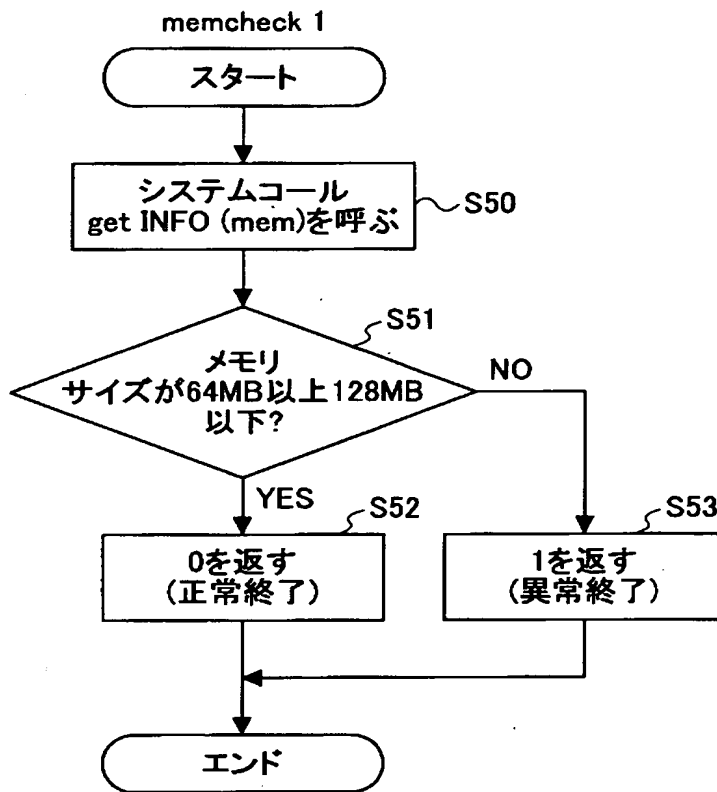 memcheck 1
スタート
システムコール
get INFO (mem)を呼ぶ
S50
S51
メモリ
サイズが64MB以上128MB
以下?
NO
YES
S52
0を返す
(正常終了)
S53
1を返す
(異常終了)
エンド